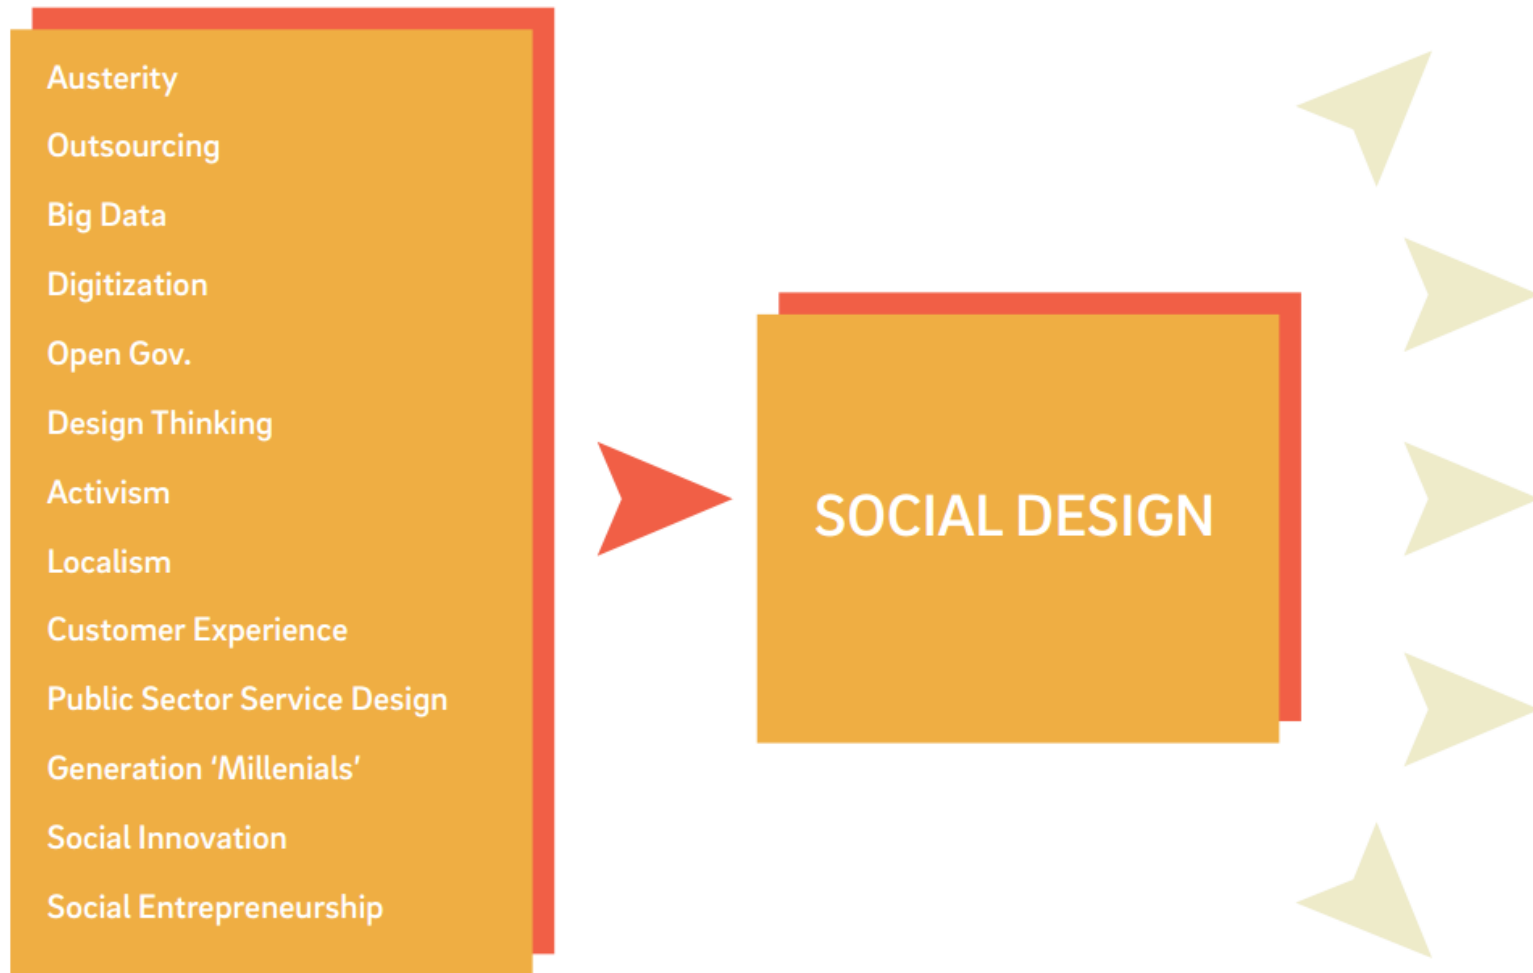 Austerity
Outsourcing
Big Data
Digitization
Open Gov.
Design Thinking
Activism
Localism
Customer Experience
Public Sector Service Design
Generation ‘Millenials’
Social Innovation
Social Entrepreneurship
SOCIAL DESIGN